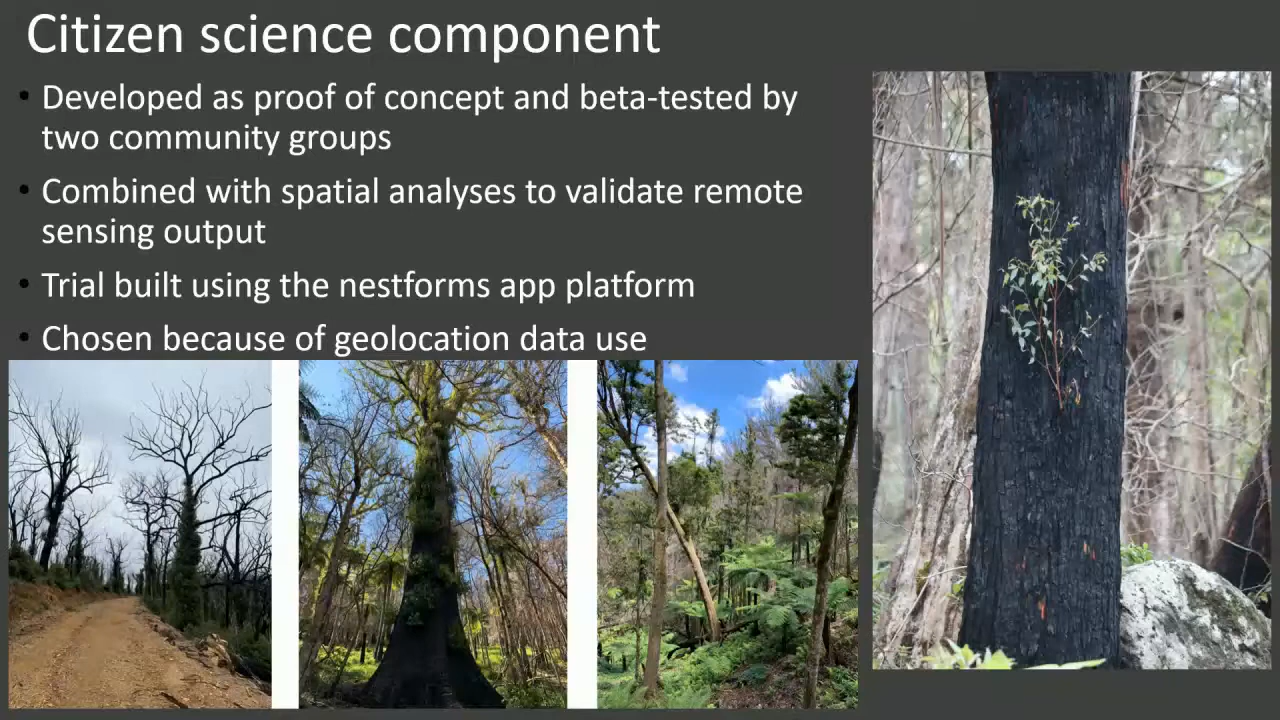 Citizen science component
• Developed as proof of concept and beta-tested by
two community groups
• Combined with spatial analyses to validate remote
sensing output
• Trial built using the nestforms app platform
• Chosen because of geolocation data use